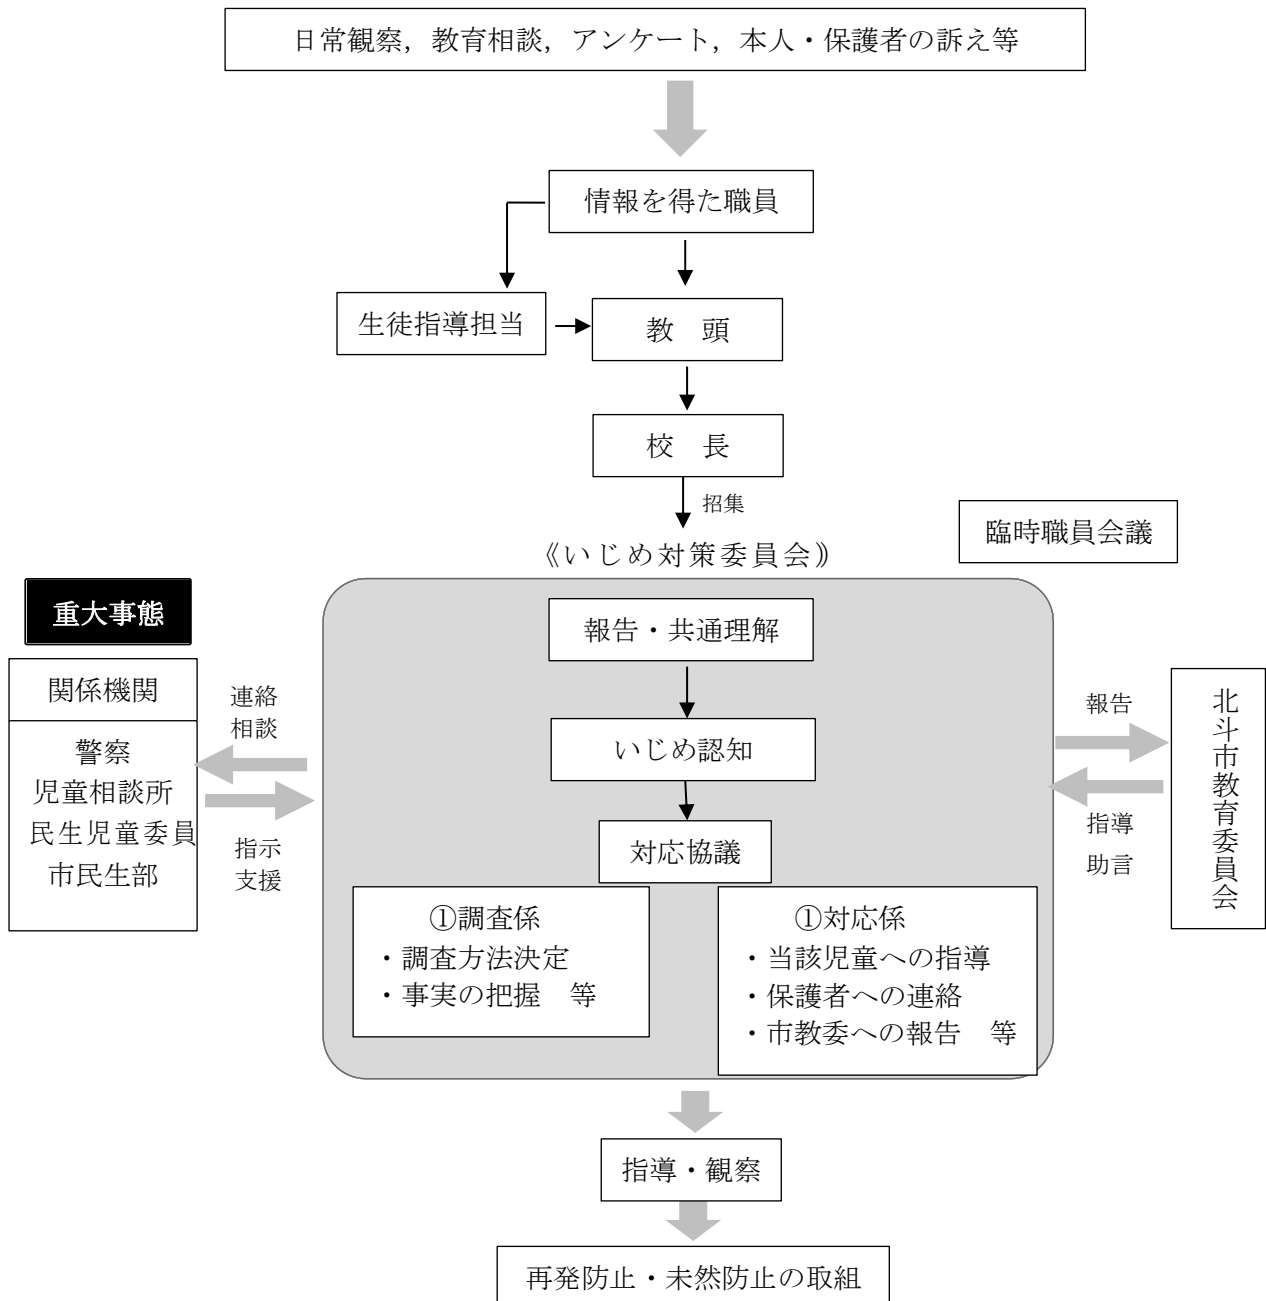 日常観察，教育相談，アンケート，本人・保護者の訴え等
情報を得た職員
生徒指導担当
教　頭
校　長
招集
臨時職員会議
《いじめ対策委員会》
重大事態
関係機関
警察
児童相談所
民生児童委員
市民生部
連絡
相談
指示
支援
報告・共通理解
いじめ認知
対応協議
①調査係
・調査方法決定
・事実の把握　等
①対応係
・当該児童への指導
・保護者への連絡
・市教委への報告　等
報告
指導
助言
北斗市教育委員会
指導・観察
再発防止・未然防止の取組